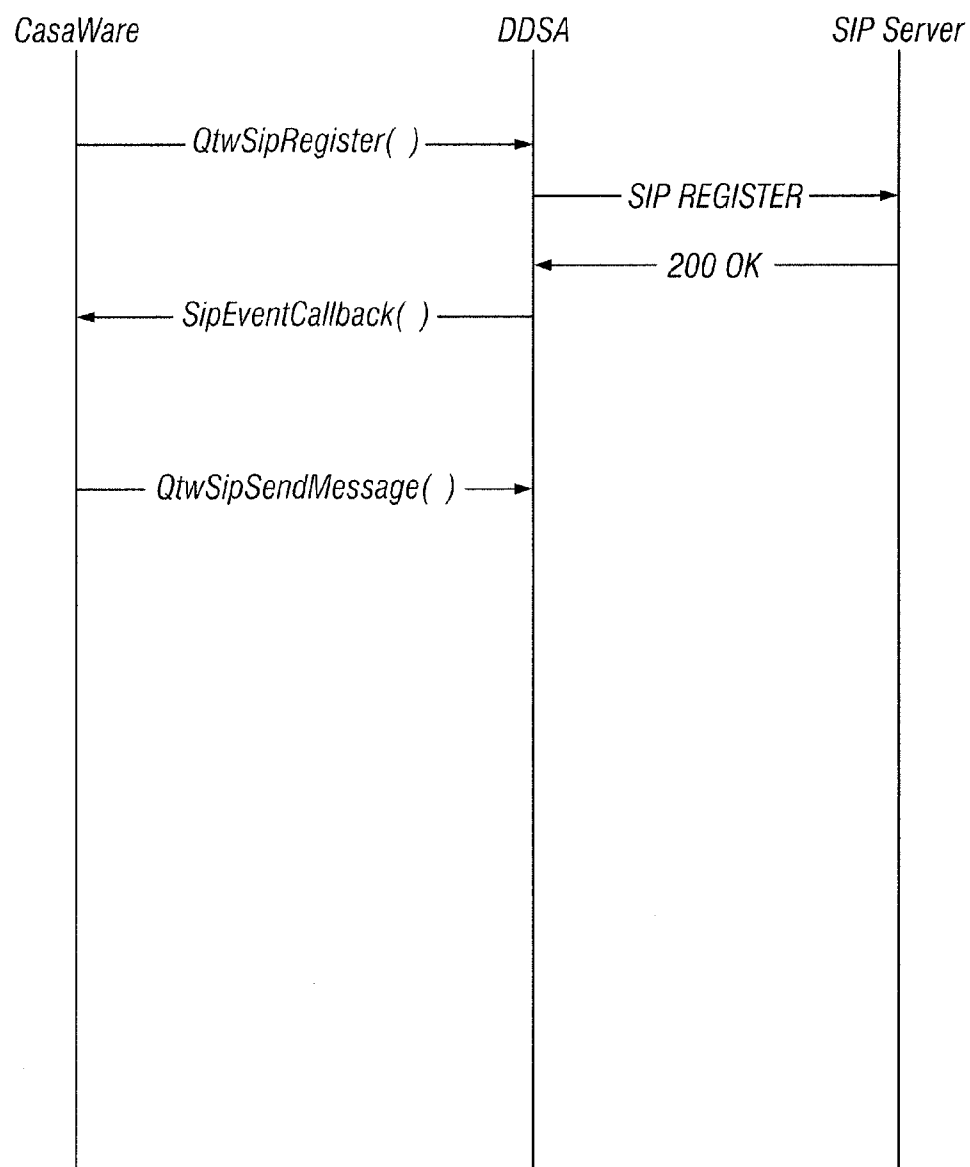 CasaWare DDSA SIP Server
QtwSipRegister( )
SIP REGISTER
200 OK
SipEventCallback( )
QtwSipSendMessage( )